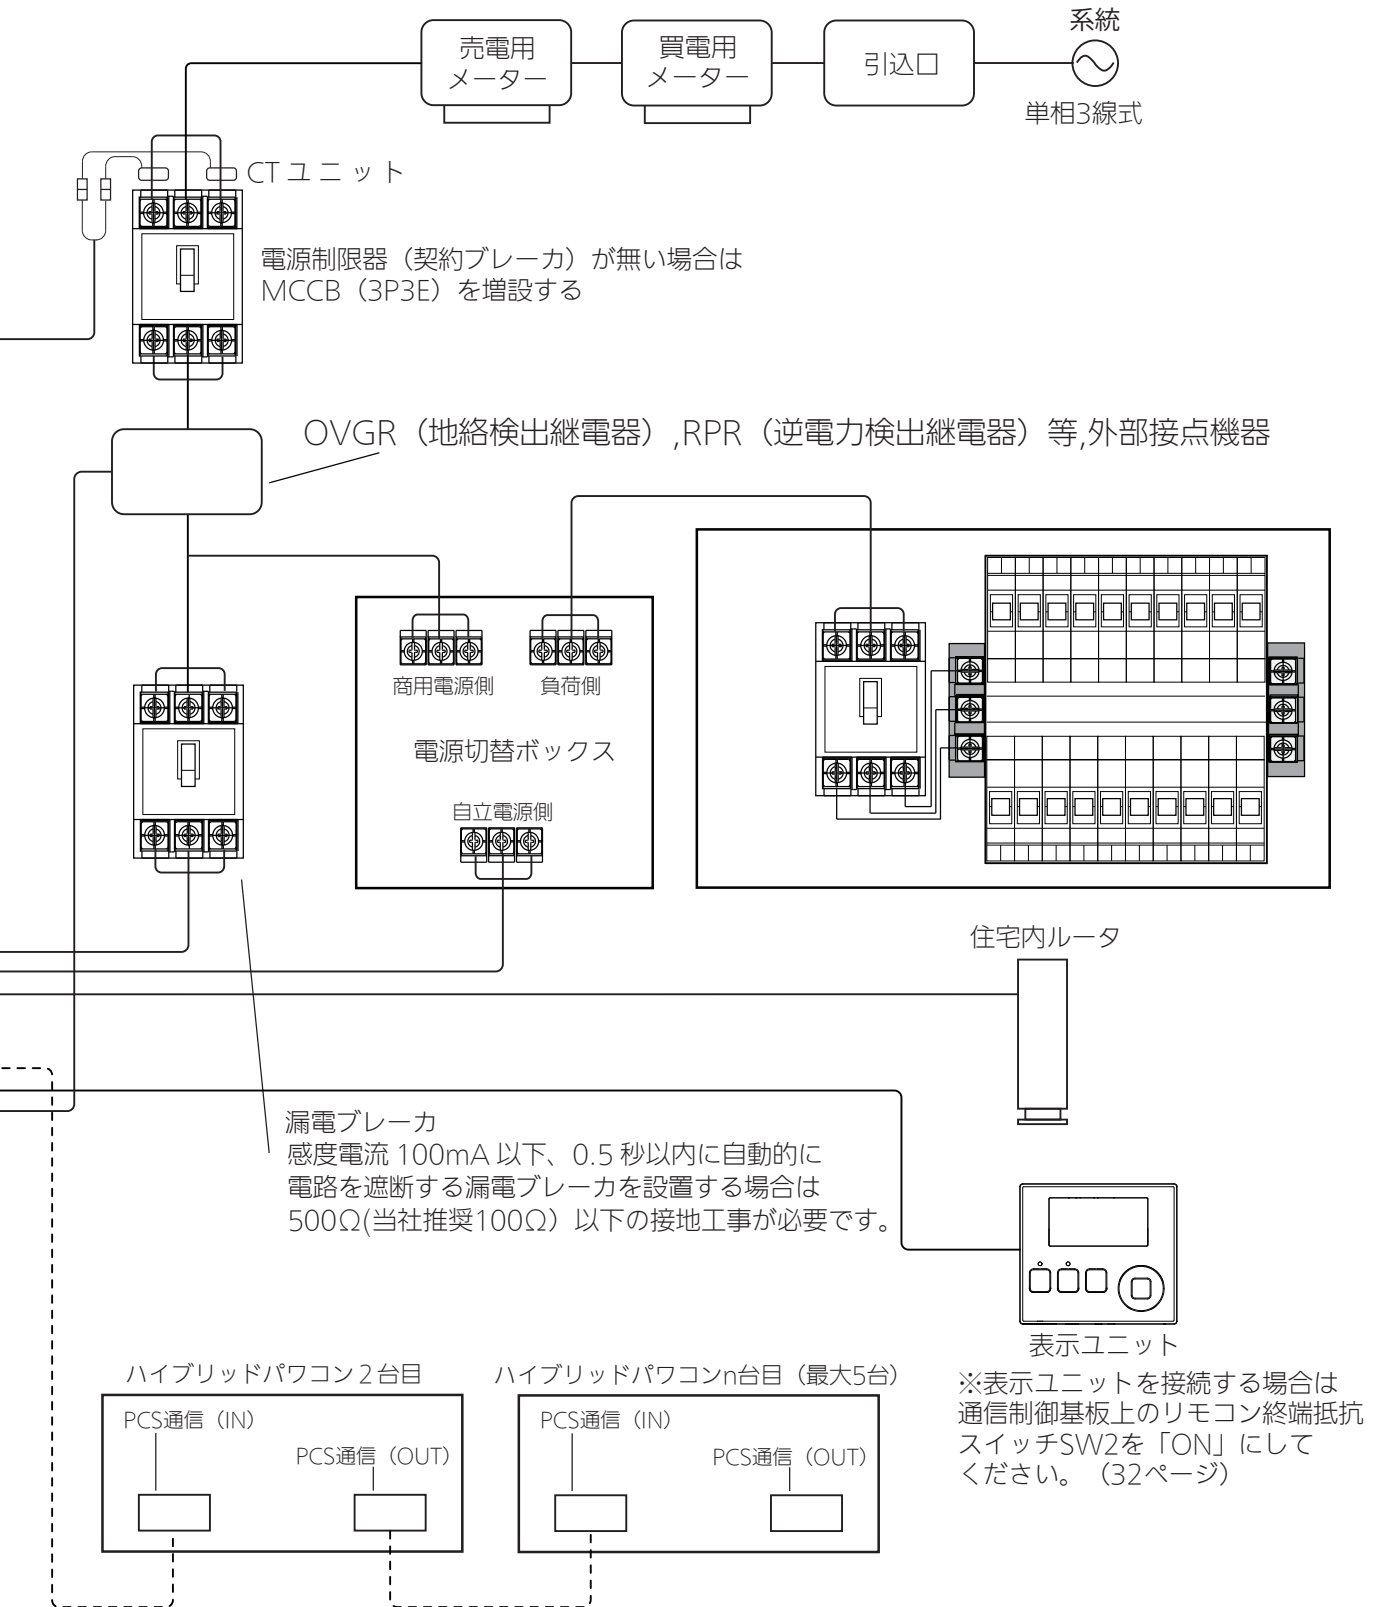 系統
売電用
メーター
買電用
メーター
引込口
単相3線式
CTユニット
電源制限器（契約ブレーカ）が無い場合は
MCCB（3P3E）を増設する
OVGR（地絡検出継電器）,RPR（逆電力検出継電器）等,外部接点機器
商用電源側
負荷側
電源切替ボックス
自立電源側
住宅内ルータ
漏電ブレーカ
感度電流 100mA 以下、0.5 秒以内に自動的に
電路を遮断する漏電ブレーカを設置する場合は
500Ω(当社推奨100Ω）以下の接地工事が必要です。
表示ユニット
※表示ユニットを接続する場合は
通信制御基板上のリモコン終端抵抗
スイッチSW2を「ON」にして
ください。（32ページ）
ハイブリッドパワコン２台目
PCS通信（IN）
PCS通信（OUT）
ハイブリッドパワコンn台目（最大5台）
PCS通信（IN）
PCS通信（OUT）